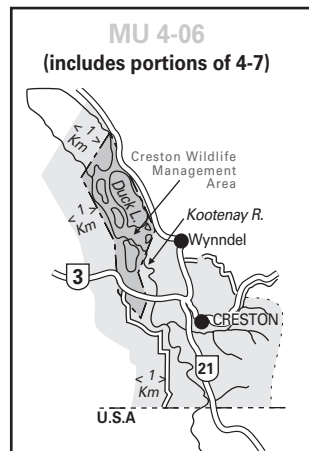 MU 4-06
(includes portions of 4-7)
< 1 >
Km
Creston Wildlife
Management
Area
Duck L.
< 1 >
Km
Kootenay R.
Wynndel
3
CRESTON
21
< 1 >
Km
U.S.A